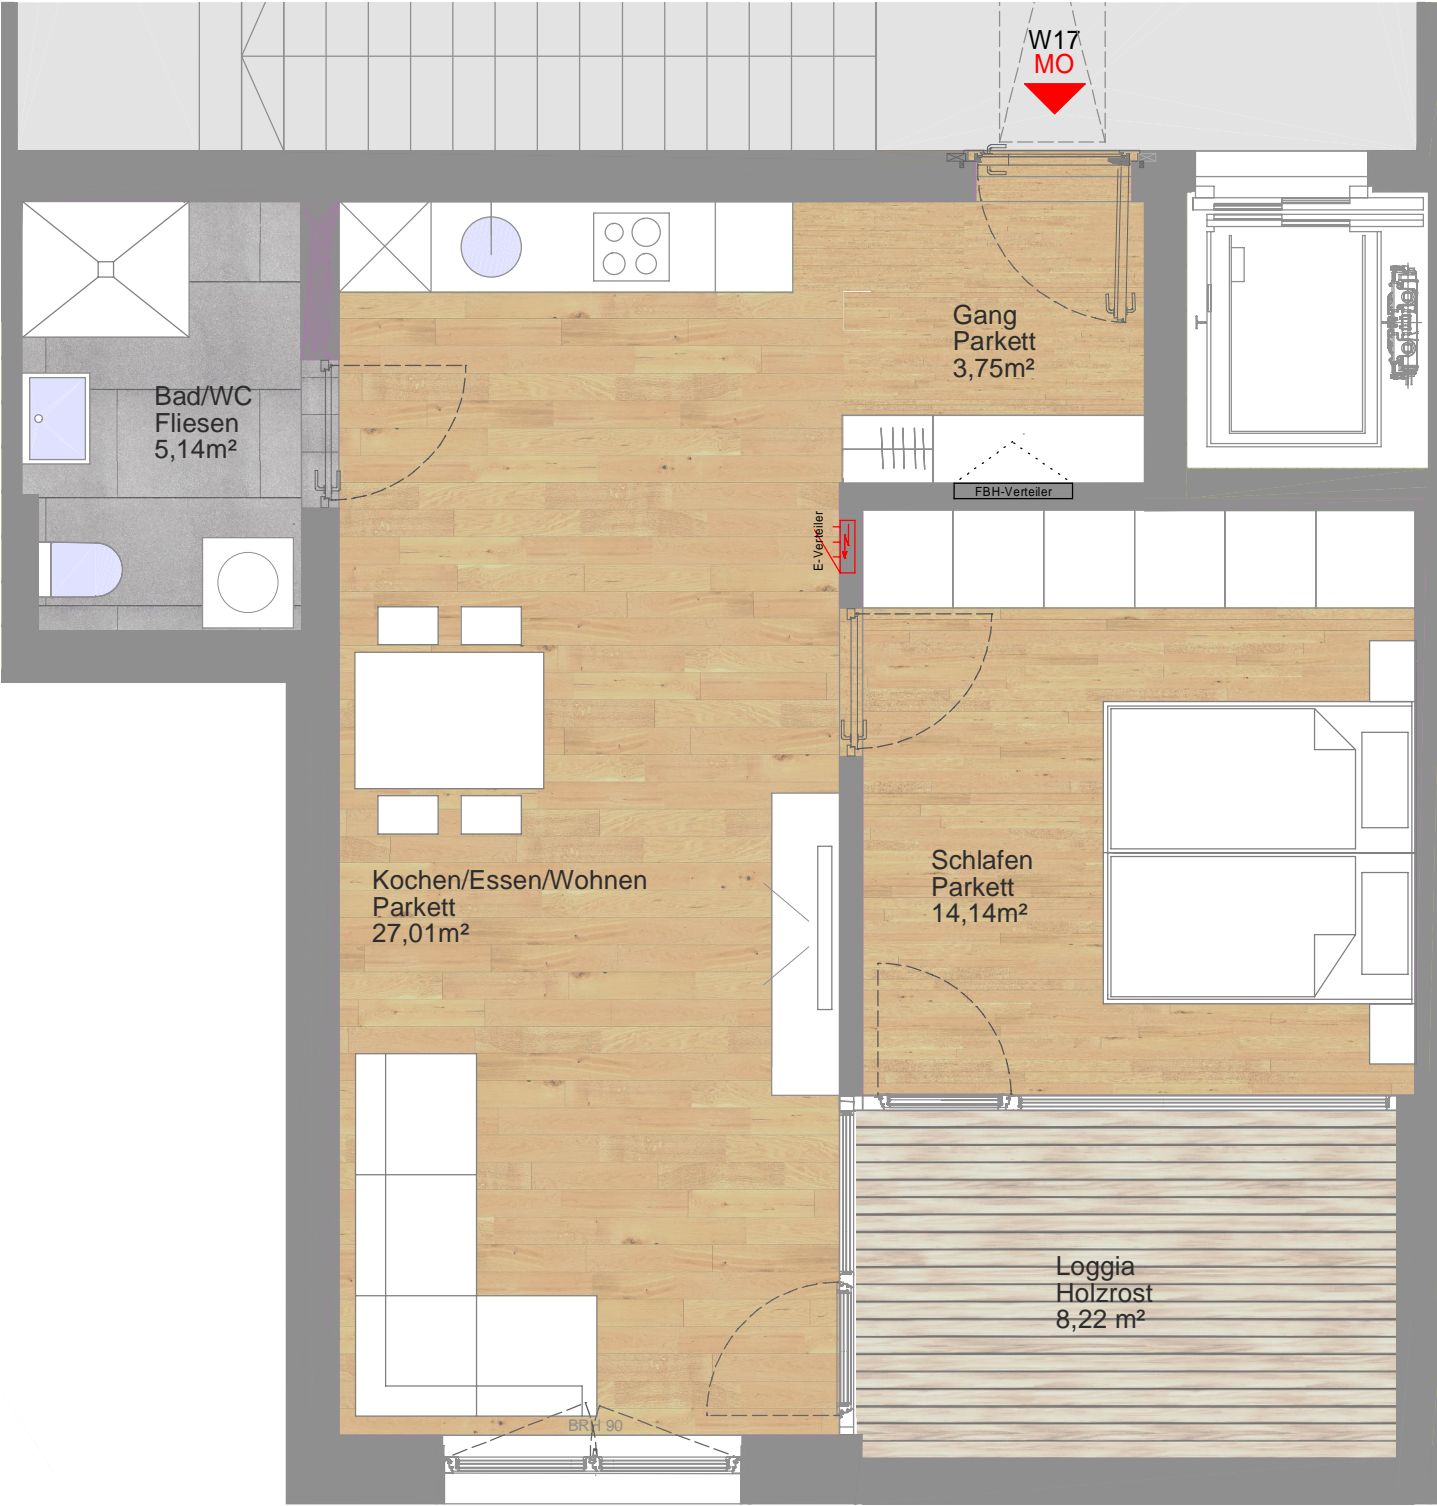 W17
MO
Gang
Parkett
3,75m²
Bad/WC
Fliesen
5,14m²
FBH-Verteiler
E-Verteiler
Schlafen
Parkett
14,14m²
Kochen/Essen/Wohnen
Parkett
27,01m²
Loggia
Holzrost
8,22 m²
BRH 90